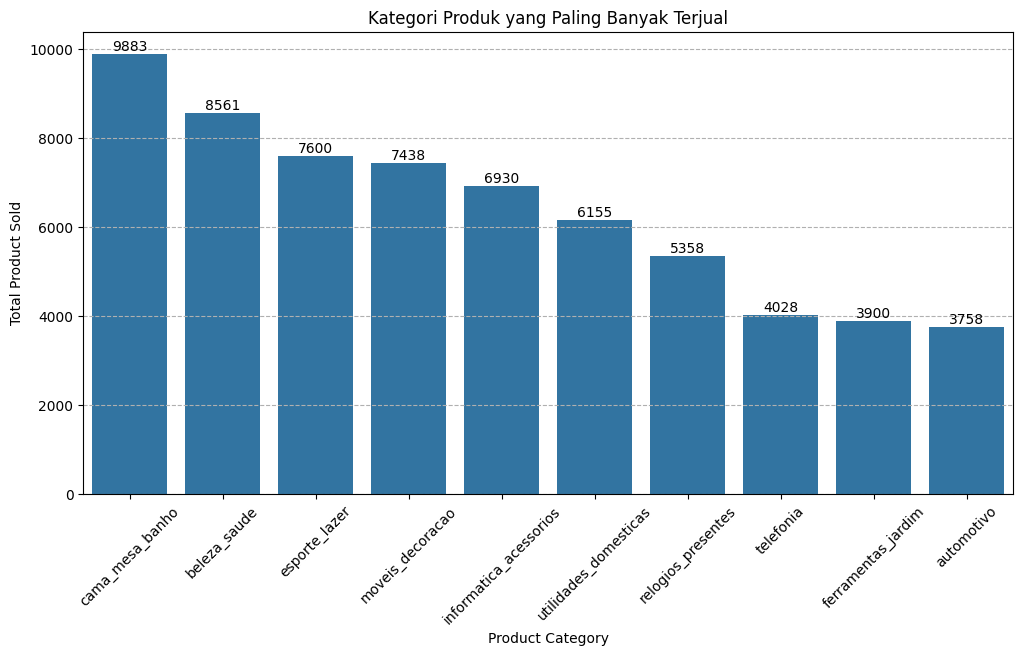 Kategori Produk yang Paling Banyak Terjual
Total Product Sold
10000
8000
6000
4000
2000
0
9883
8561
7600
7438
6930
6155
5358
4028
3900
3758
cama_mesa_banho
beleza_saude
esporte_lazer
moveis_decoracao
informatica_acessorios
utilidades_domesticas
relogios_presentes
telefonia
ferramentas_jardim
automotivo
Product Category